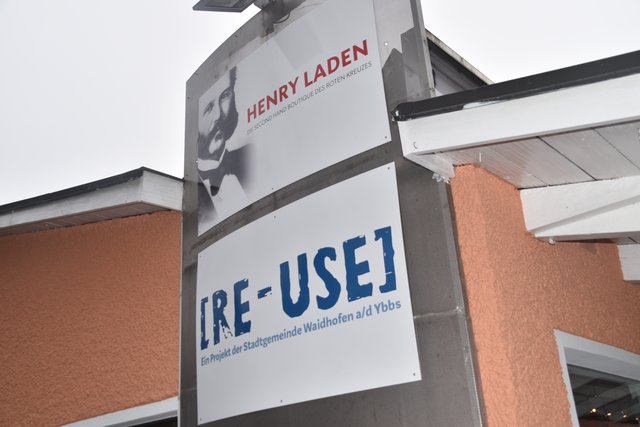 HENRY LADEN
DIE SECOND HAND-BOUTIQUE DES ROTEN KREUZES
[RE-USE]
Ein Projekt der Stadtgemeinde Waidhofen a/d Ybbs